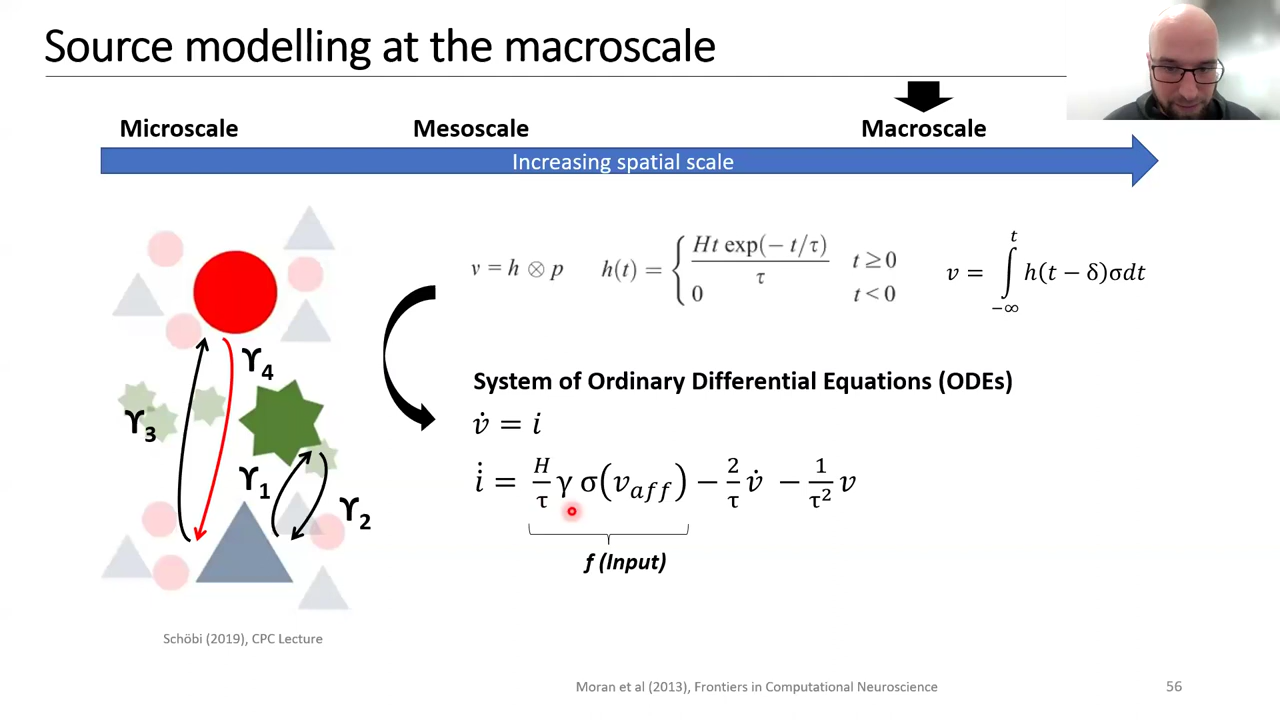 Source modelling at the macroscale
Microscale Mesoscale Macroscale
Increasing spatial scale
v = h ⊗ p h(t) = { Ht exp(− t/τ) / τ t ≥ 0
0 t < 0
v = ∫_{−∞}^{t} h(t − δ)σdt
System of Ordinary Differential Equations (ODEs)
v̇ = i
i̇ = H/τ γ σ(v_{aff}) − 2/τ v̇ − 1/τ² v
f (Input)
ϒ4
ϒ3
ϒ1
ϒ2
Schöbi (2019), CPC Lecture
Moran et al (2013), Frontiers in Computational Neuroscience
56